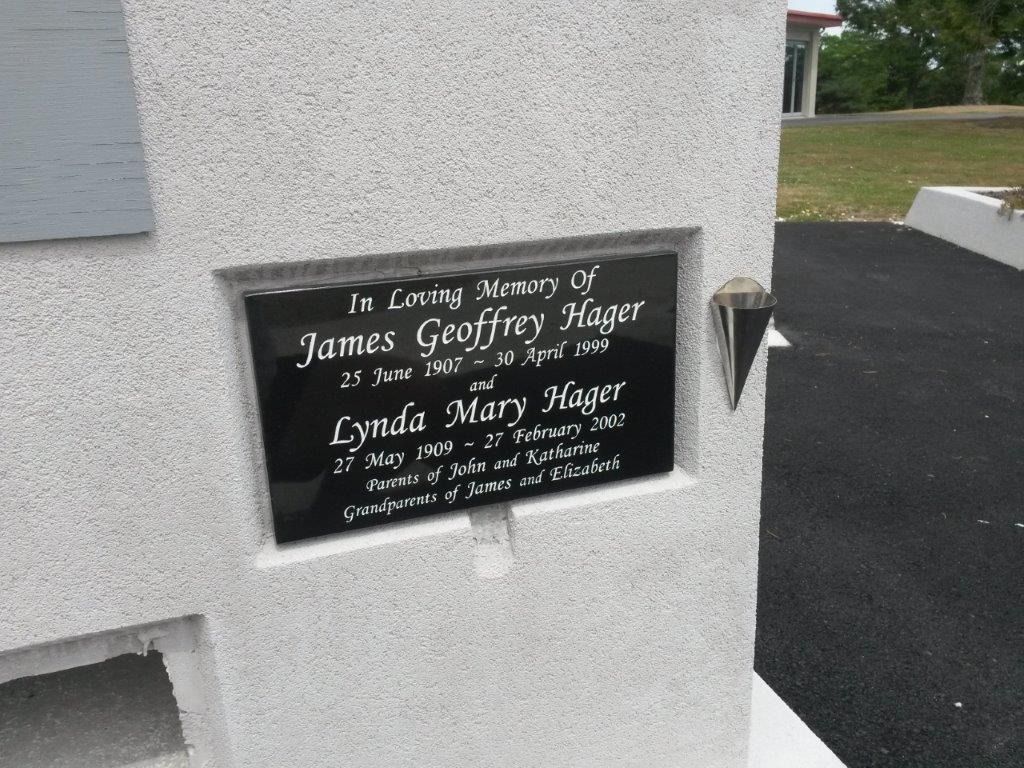 In Loving Memory Of
James Geoffrey Hager
25 June 1907 ~ 30 April 1999
and
Lynda Mary Hager
27 May 1909 ~ 27 February 2002
Parents of John and Katharine
Grandparents of James and Elizabeth